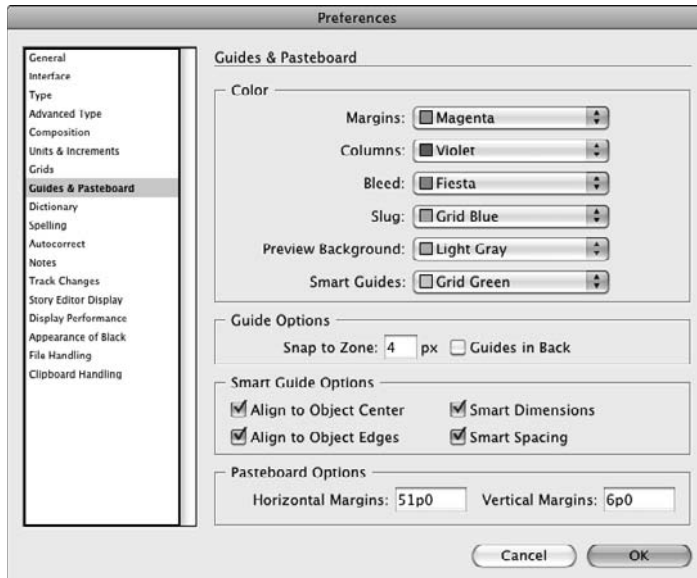 Preferences
General
Interface
Type
Advanced Type
Composition
Units & Increments
Grids
Guides & Pasteboard
Dictionary
Spelling
Autocorrect
Notes
Track Changes
Story Editor Display
Display Performance
Appearance of Black
File Handling
Clipboard Handling
Guides & Pasteboard
Color
Margins: Magenta
Columns: Violet
Bleed: Fiesta
Slug: Grid Blue
Preview Background: Light Gray
Smart Guides: Grid Green
Guide Options
Snap to Zone: 4 px Guides in Back
Smart Guide Options
Align to Object Center Smart Dimensions
Align to Object Edges Smart Spacing
Pasteboard Options
Horizontal Margins: 51p0 Vertical Margins: 6p0
Cancel OK